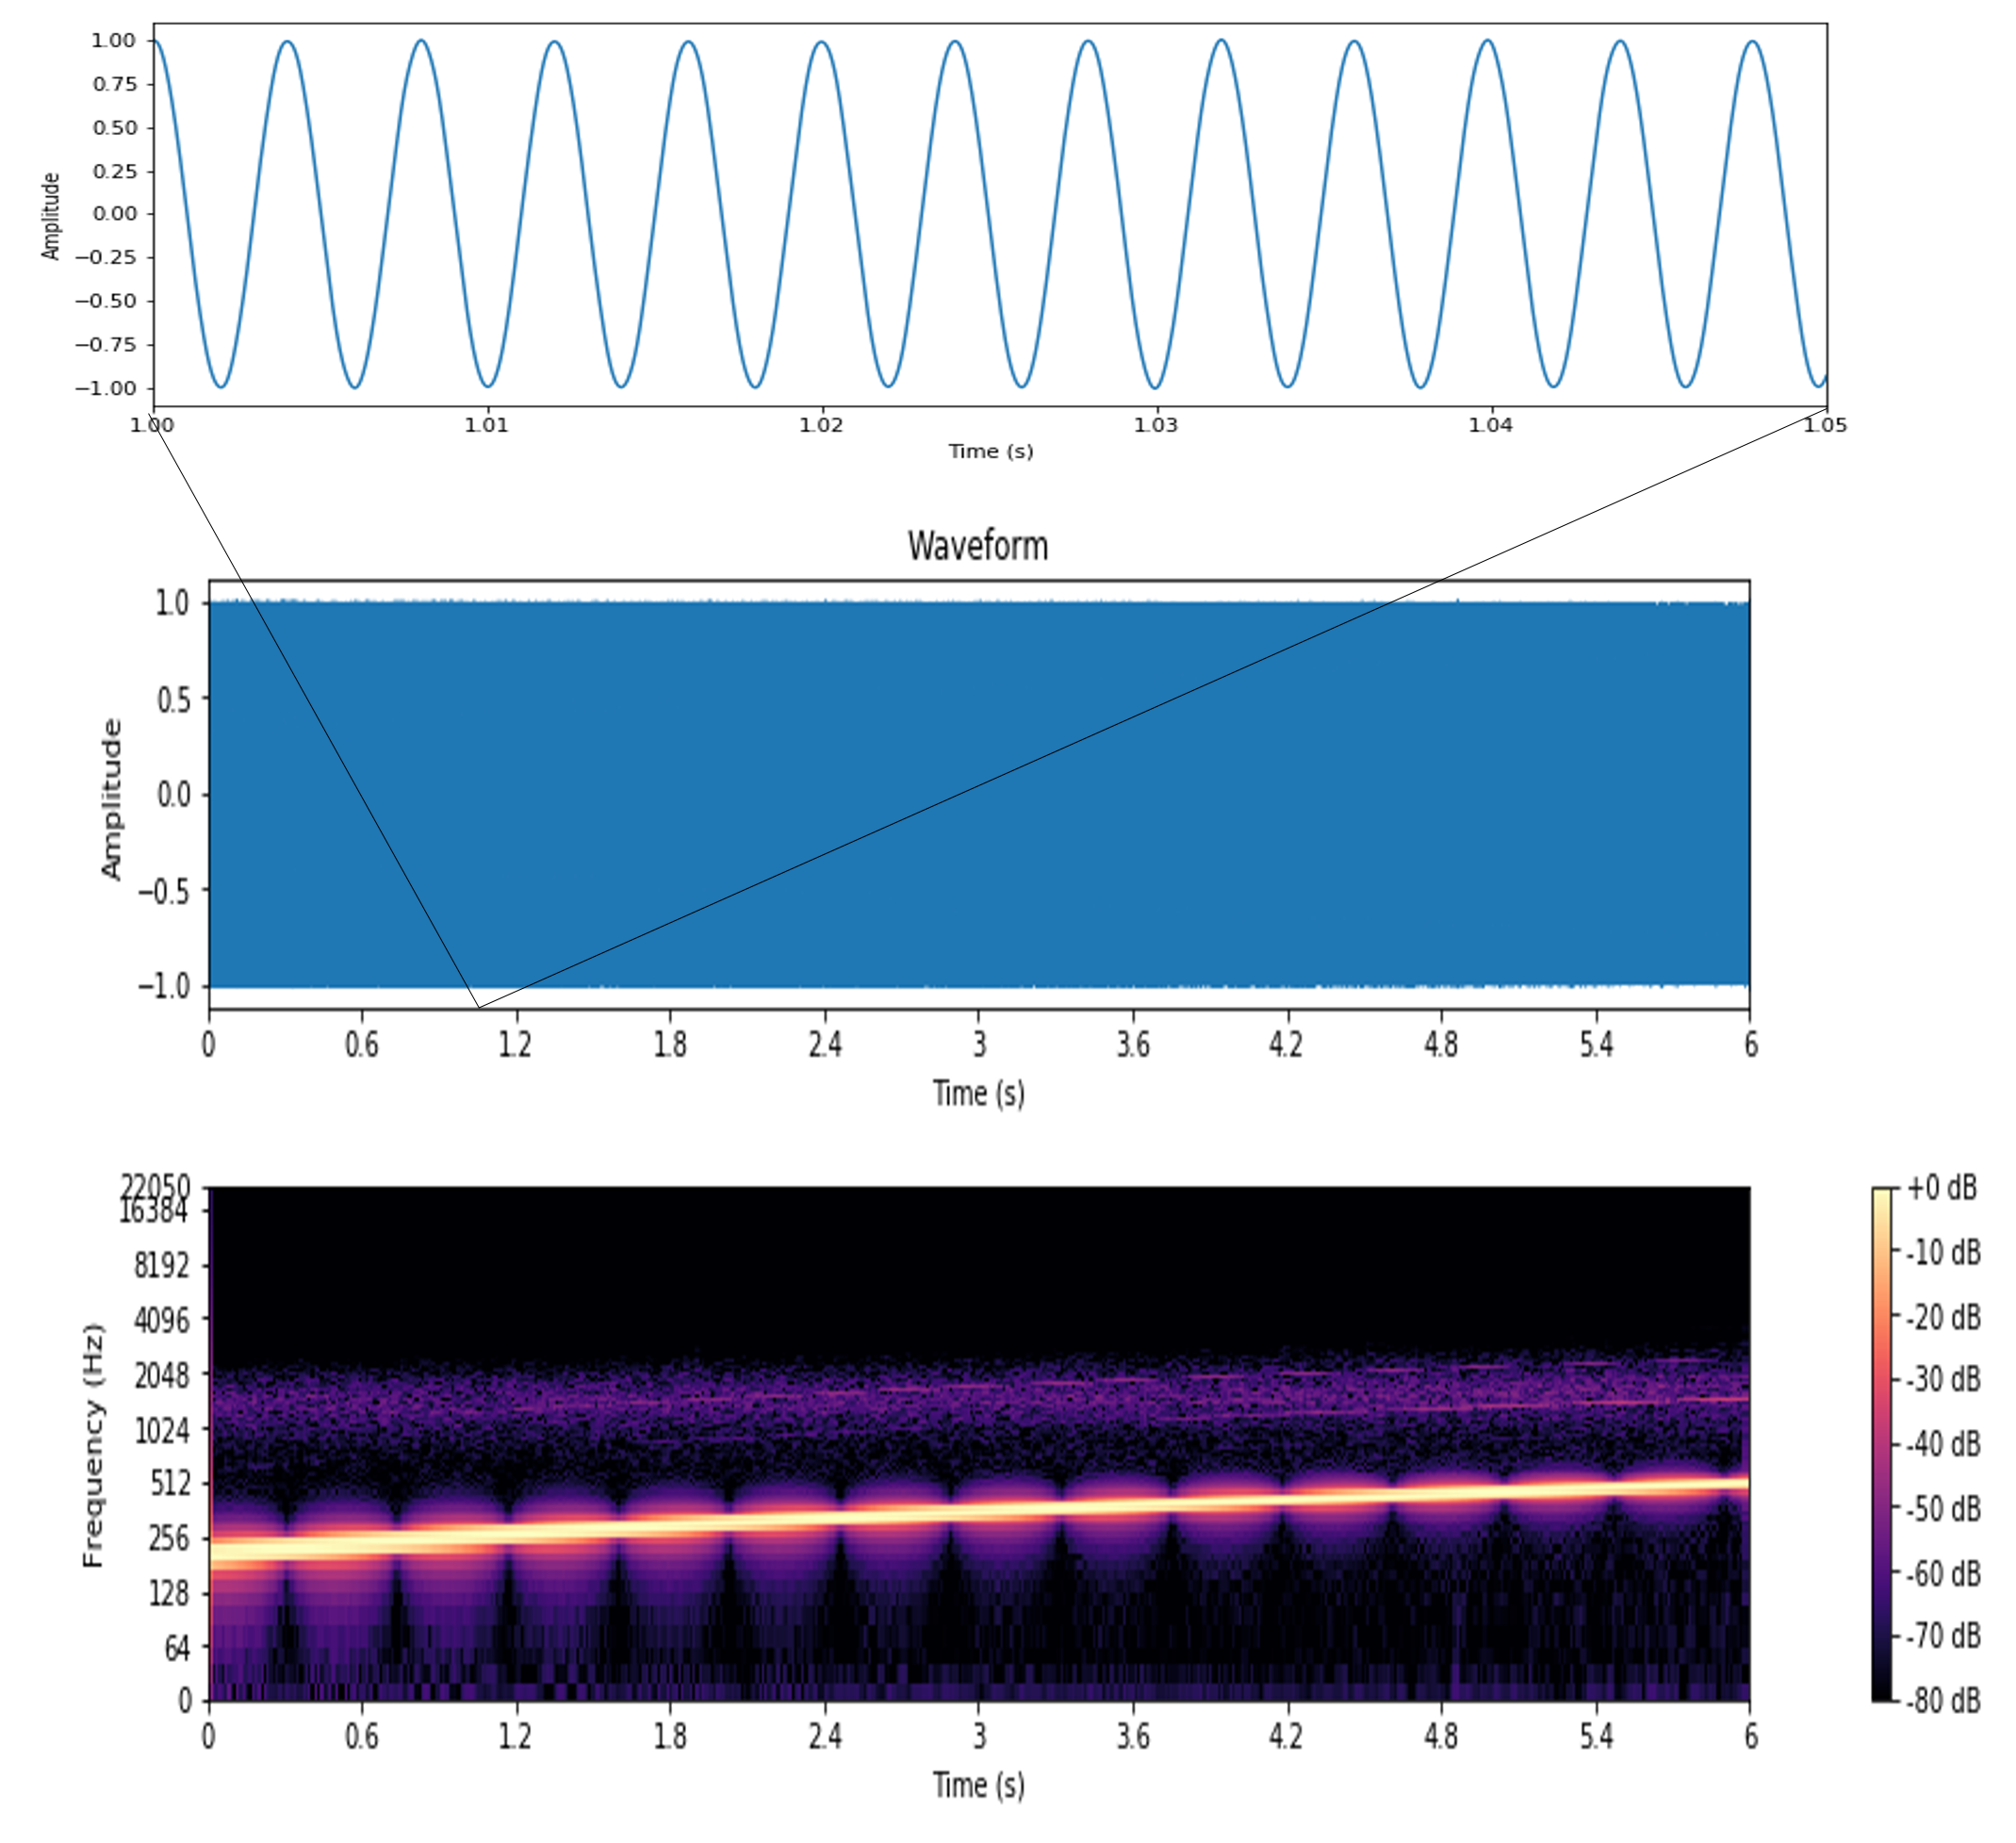 1.00
0.75
0.50
0.25
0.00
−0.25
−0.50
−0.75
−1.00
Amplitude
1.00 1.01 1.02 1.03 1.04 1.05
Time (s)
Waveform
1.0
0.5
0.0
−0.5
−1.0
Amplitude
0 0.6 1.2 1.8 2.4 3 3.6 4.2 4.8 5.4 6
Time (s)
22050
16384
8192
4096
2048
1024
512
256
128
64
0
Frequency (Hz)
0 0.6 1.2 1.8 2.4 3 3.6 4.2 4.8 5.4 6
Time (s)
+0 dB
-10 dB
-20 dB
-30 dB
-40 dB
-50 dB
-60 dB
-70 dB
-80 dB